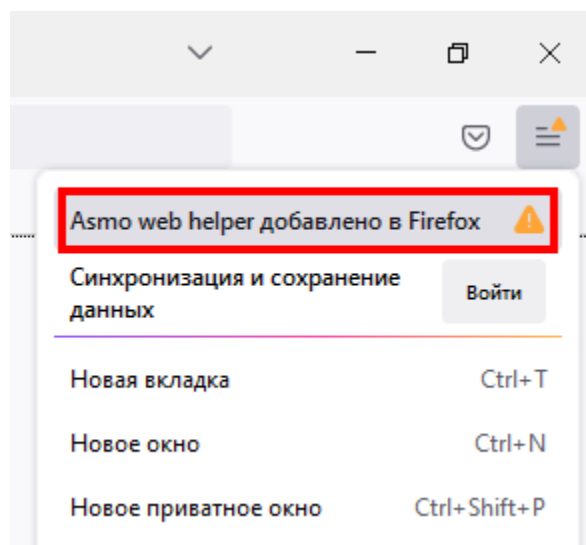 Asmo web helper добавлено в Firefox
Синхронизация и сохранение
данных
Войти
Новая вкладка Ctrl+T
Новое окно Ctrl+N
Новое приватное окно Ctrl+Shift+P